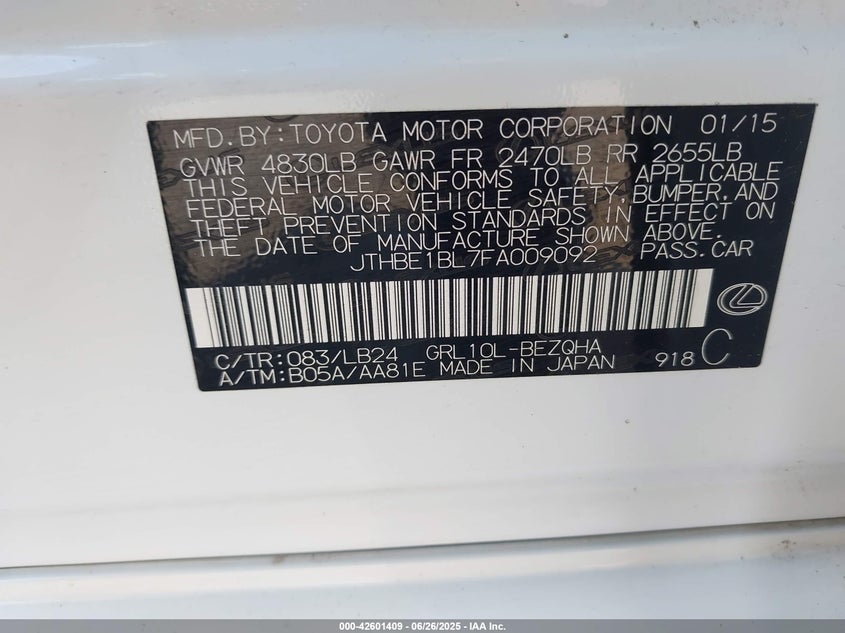 MFD.BY:TOYOTA MOTOR CORPORATION 01/15
GVWR 4830LB GAWR FR 2470LB RR 2655LB
THIS VEHICLE CONFORMS TO ALL APPLICABLE
FEDERAL MOTOR VEHICLE SAFETY,BUMPER,AND
THEFT PREVENTION STANDARDS IN EFFECT ON
THE DATE OF MANUFACTURE SHOWN ABOVE.
JTHBE1BL7FA009092 PASS.CAR
C/TR:083/LB24 GRL10L-BEZQHA
A/TM:B05A/AA81E MADE IN JAPAN 918 C
000-42601409 - 06/26/2025 - IAA Inc.